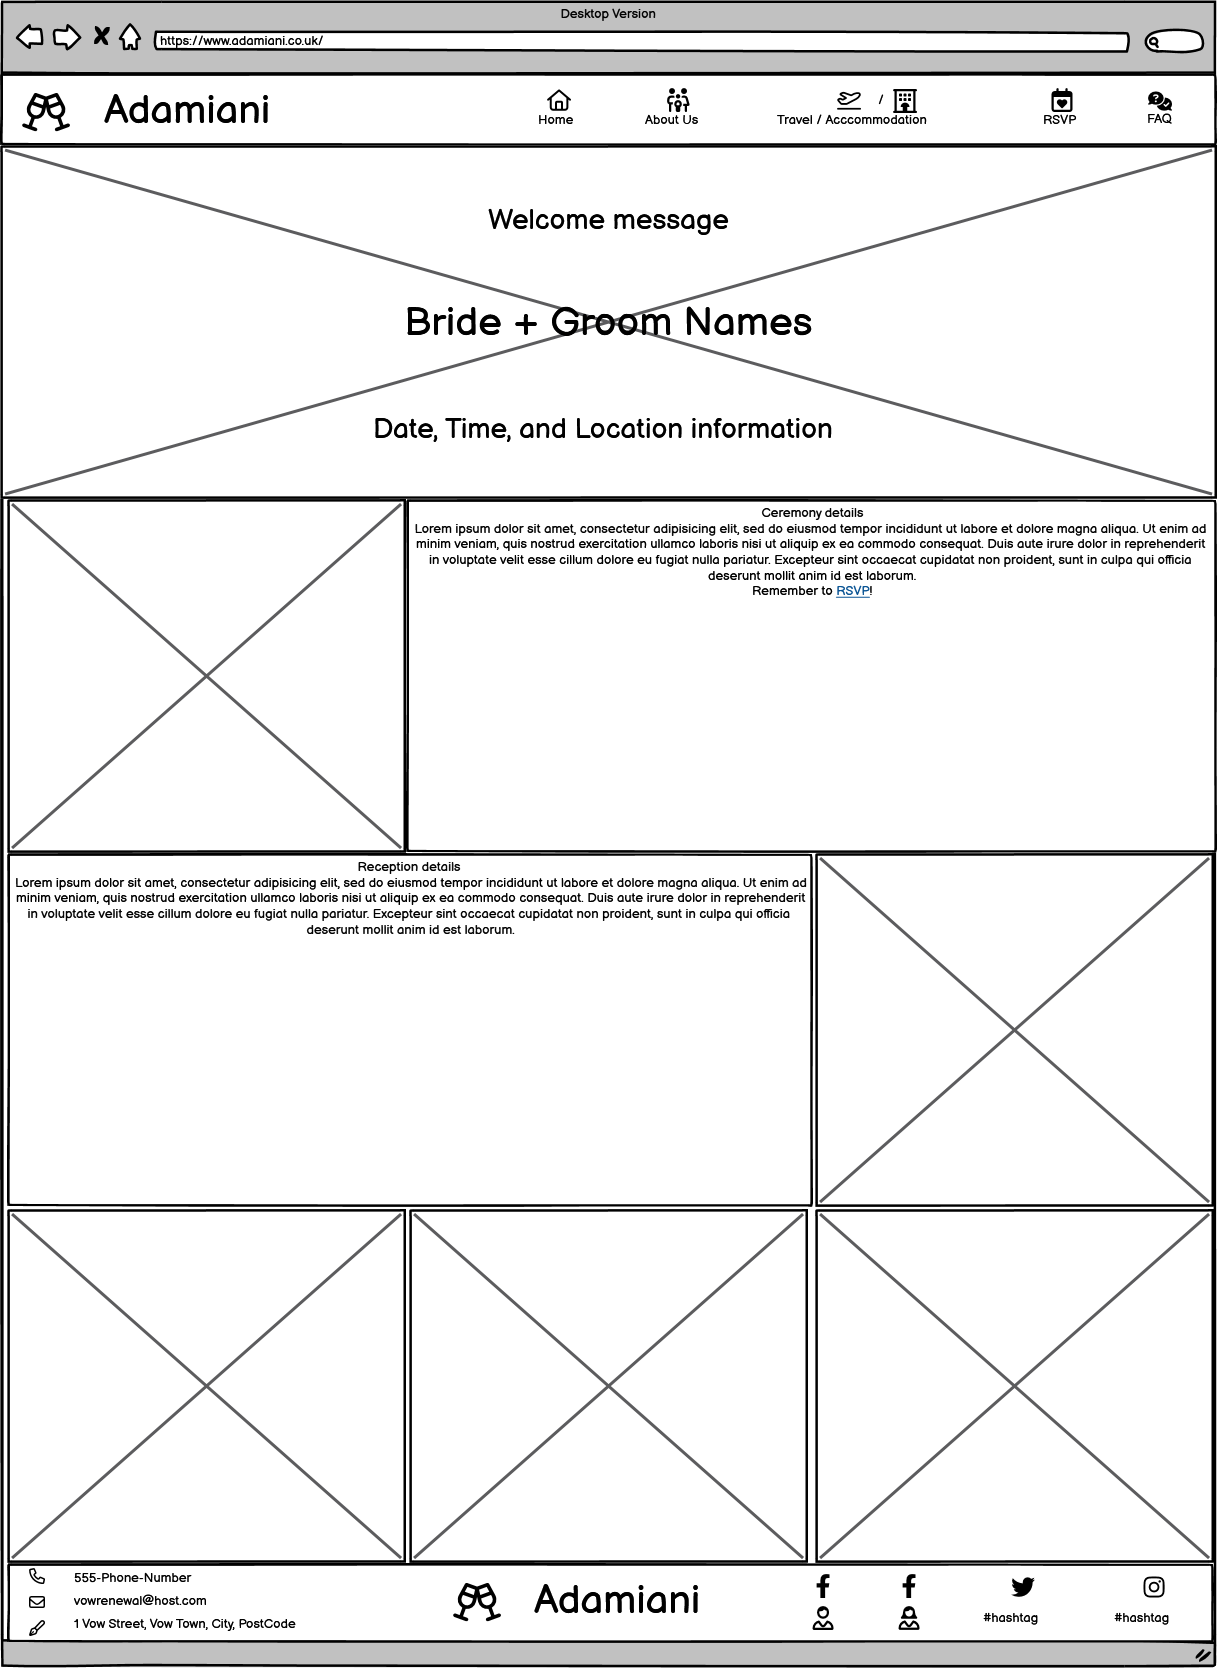 Desktop Version
https://www.adamiani.co.uk/
Adamiani
Home
About Us
/
Travel / Acccommodation
RSVP
FAQ
Welcome message
Bride + Groom Names
Date, Time, and Location information
Ceremony details
Lorem ipsum dolor sit amet, consectetur adipisicing elit, sed do eiusmod tempor incididunt ut labore et dolore magna aliqua. Ut enim ad
minim veniam, quis nostrud exercitation ullamco laboris nisi ut aliquip ex ea commodo consequat. Duis aute irure dolor in reprehenderit
in voluptate velit esse cillum dolore eu fugiat nulla pariatur. Excepteur sint occaecat cupidatat non proident, sunt in culpa qui officia
deserunt mollit anim id est laborum.
Remember to RSVP!
Reception details
Lorem ipsum dolor sit amet, consectetur adipisicing elit, sed do eiusmod tempor incididunt ut labore et dolore magna aliqua. Ut enim ad
minim veniam, quis nostrud exercitation ullamco laboris nisi ut aliquip ex ea commodo consequat. Duis aute irure dolor in reprehenderit
in voluptate velit esse cillum dolore eu fugiat nulla pariatur. Excepteur sint occaecat cupidatat non proident, sunt in culpa qui officia
deserunt mollit anim id est laborum.
555-Phone-Number
vowrenewal@host.com
1 Vow Street, Vow Town, City, PostCode
Adamiani
#hashtag
#hashtag